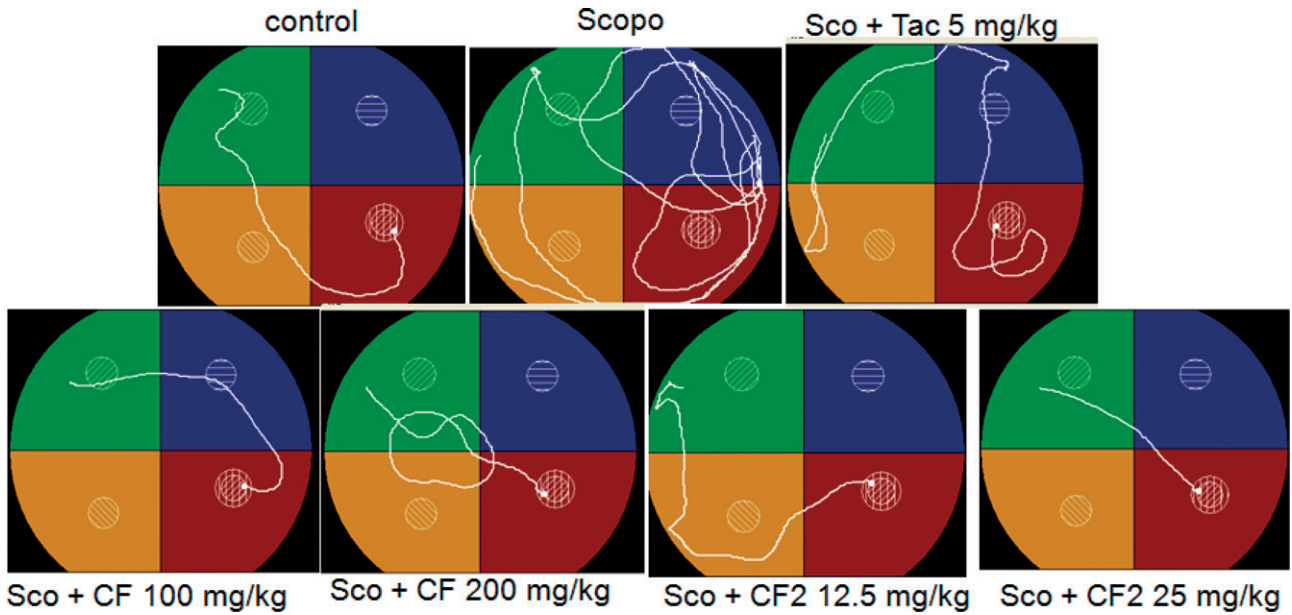 control
Scopo
Sco + Tac 5 mg/kg
Sco + CF 100 mg/kg
Sco + CF 200 mg/kg
Sco + CF2 12.5 mg/kg
Sco + CF2 25 mg/kg